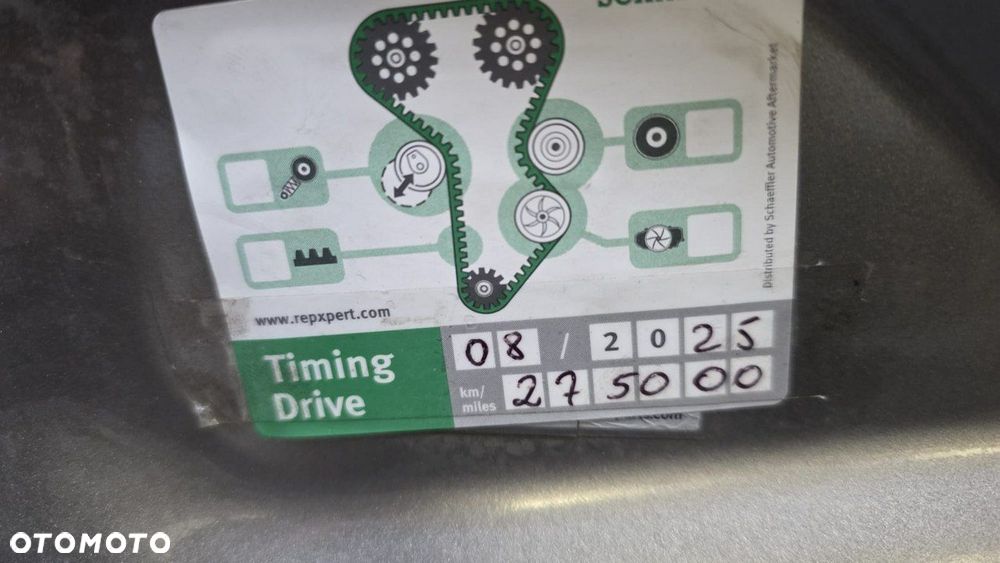 Distributed by Schaeffler Automotive Aftermarket
www.repxpert.com
Timing Drive
08 / 2025
km/miles
275000
OTOMOTO